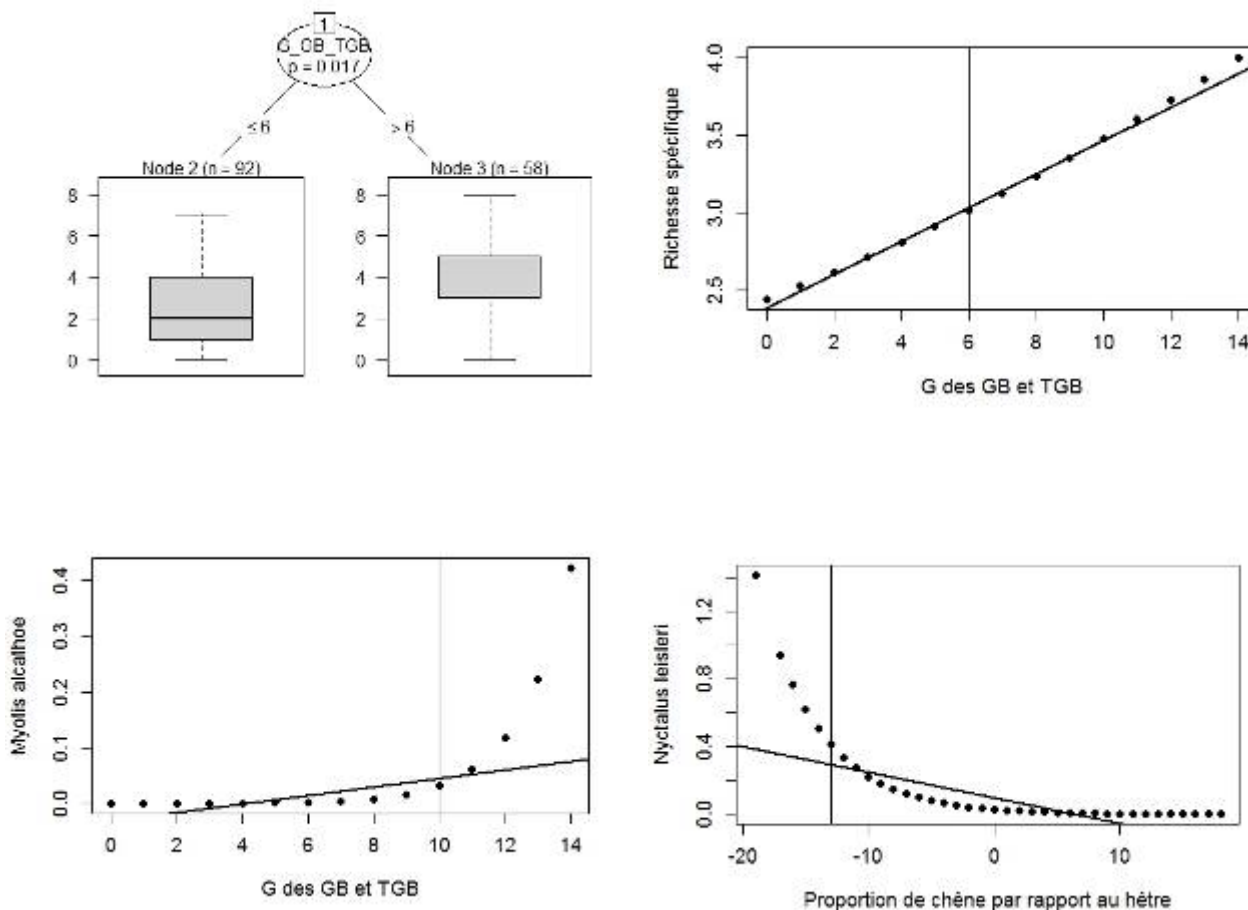 1
G_GB_TGB
p = 0.017
≤ 6
> 6
Node 2 (n = 92)
Node 3 (n = 58)
8
6
4
2
0
8
6
4
2
0
Richesse spécifique
4.0
3.5
3.0
2.5
0 2 4 6 8 10 12 14
G des GB et TGB
Myotis alcathoe
0.4
0.3
0.2
0.1
0.0
0 2 4 6 8 10 12 14
G des GB et TGB
Nyctalus leisleri
1.2
0.8
0.4
0.0
-20 -10 0 10
Proportion de chêne par rapport au hêtre